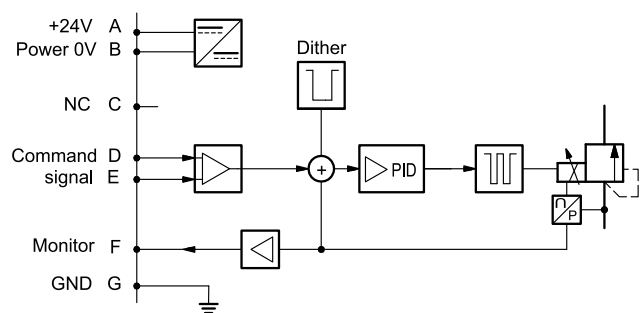 +24V A
Power 0V B
Dither
NC C
Command D
signal E
+
PID
Monitor F
P
GND G